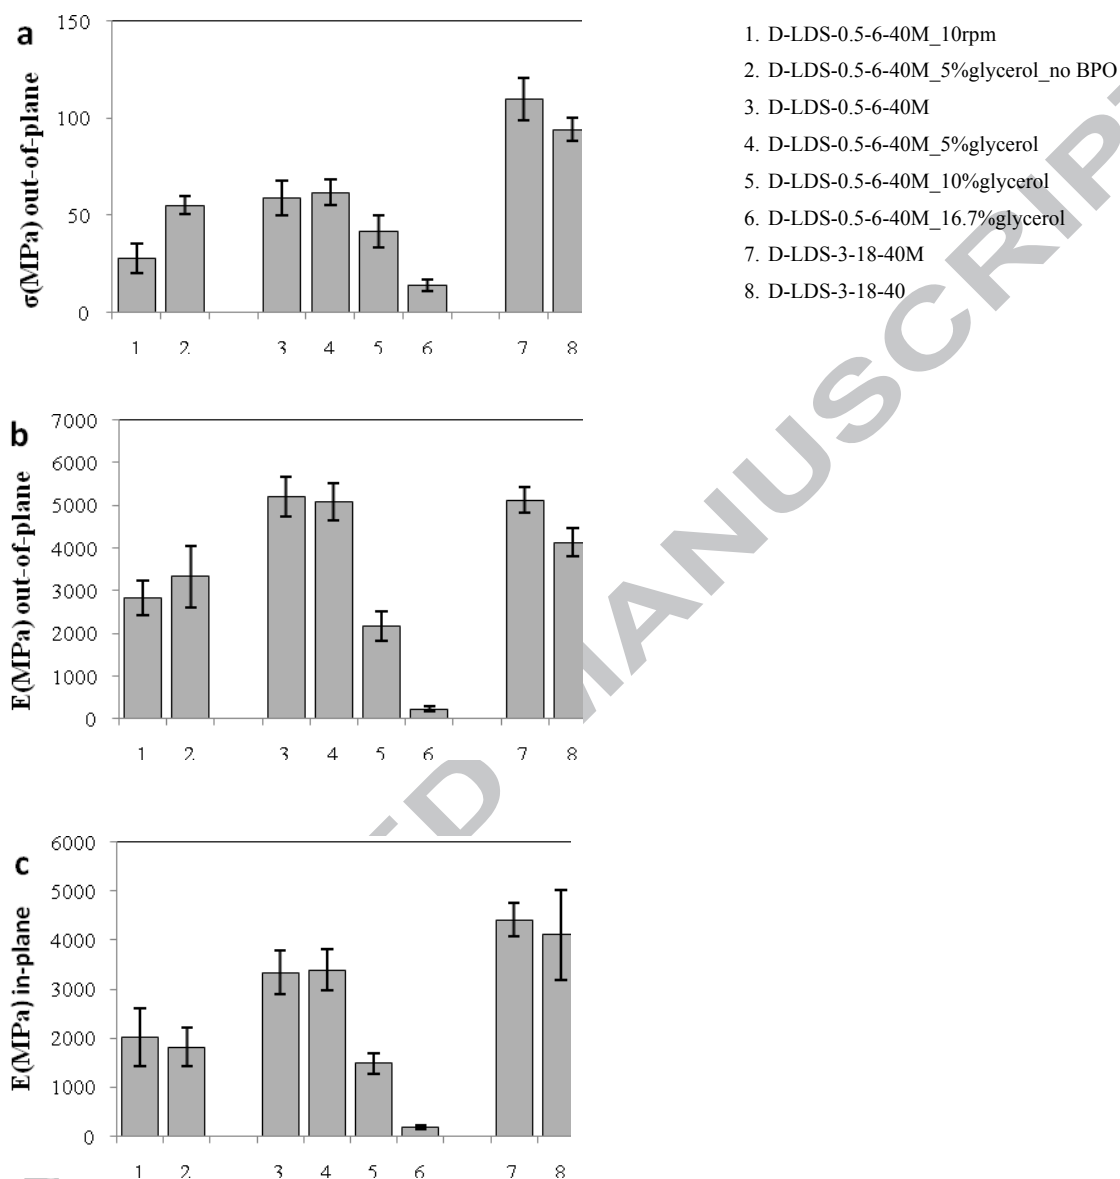 a
σ(MPa) out-of-plane
150
100
50
0
1 2 3 4 5 6 7 8
1. D-LDS-0.5-6-40M_10rpm
2. D-LDS-0.5-6-40M_5%glycerol_no BPO
3. D-LDS-0.5-6-40M
4. D-LDS-0.5-6-40M_5%glycerol
5. D-LDS-0.5-6-40M_10%glycerol
6. D-LDS-0.5-6-40M_16.7%glycerol
7. D-LDS-3-18-40M
8. D-LDS-3-18-40
b
E(MPa) out-of-plane
7000
6000
5000
4000
3000
2000
1000
0
1 2 3 4 5 6 7 8
c
E(MPa) in-plane
6000
5000
4000
3000
2000
1000
0
1 2 3 4 5 6 7 8
ED MANUSCRIPT